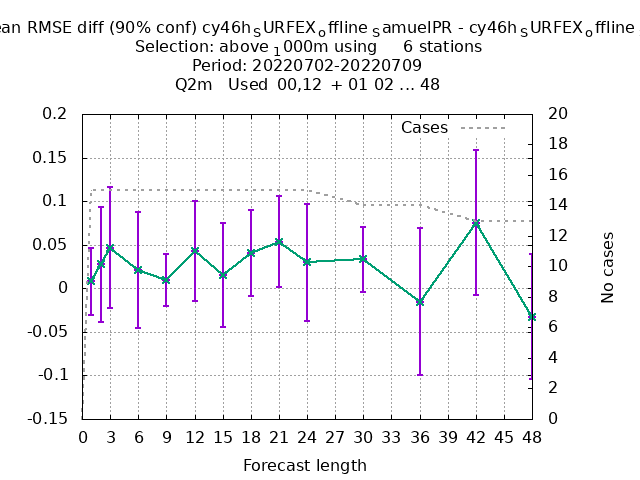 ean RMSE diff (90% conf) cy46h_SURFEX_offline_SamuelPR - cy46h_SURFEX_offline
Selection: above_1000m using 6 stations
Period: 20220702-20220709
Q2m Used 00,12 + 01 02 ... 48
Cases
0.2
0.15
0.1
0.05
0
-0.05
-0.1
-0.15
20
18
16
14
12
10
8
6
4
2
0
No cases
0 3 6 9 12 15 18 21 24 27 30 33 36 39 42 45 48
Forecast length